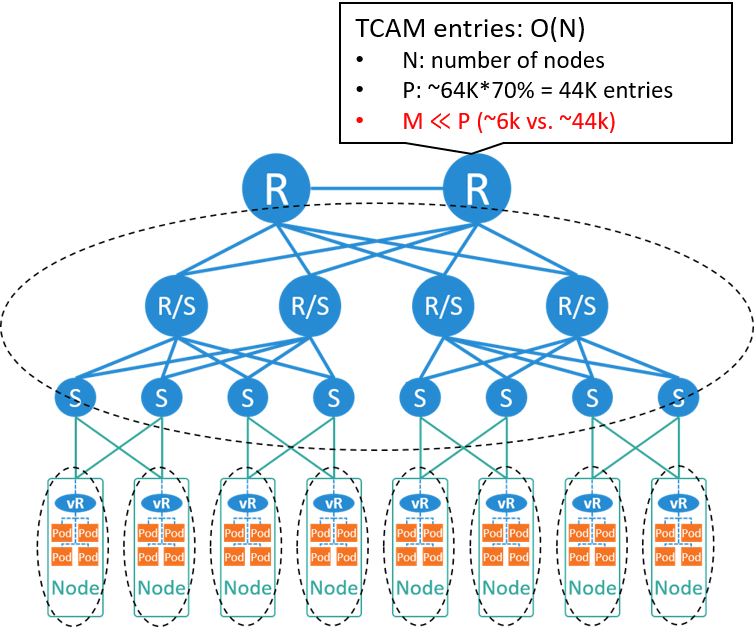 TCAM entries: O(N)
• N: number of nodes
• P: ~64K*70% = 44K entries
• M ≪ P (~6k vs. ~44k)
R R
R/S R/S R/S R/S
S S S S S S S S
vR vR vR vR vR vR vR vR
Pod Pod Pod Pod Pod Pod Pod Pod Pod Pod Pod Pod Pod Pod Pod Pod
Pod Pod Pod Pod Pod Pod Pod Pod Pod Pod Pod Pod Pod Pod Pod Pod
Node Node Node Node Node Node Node Node